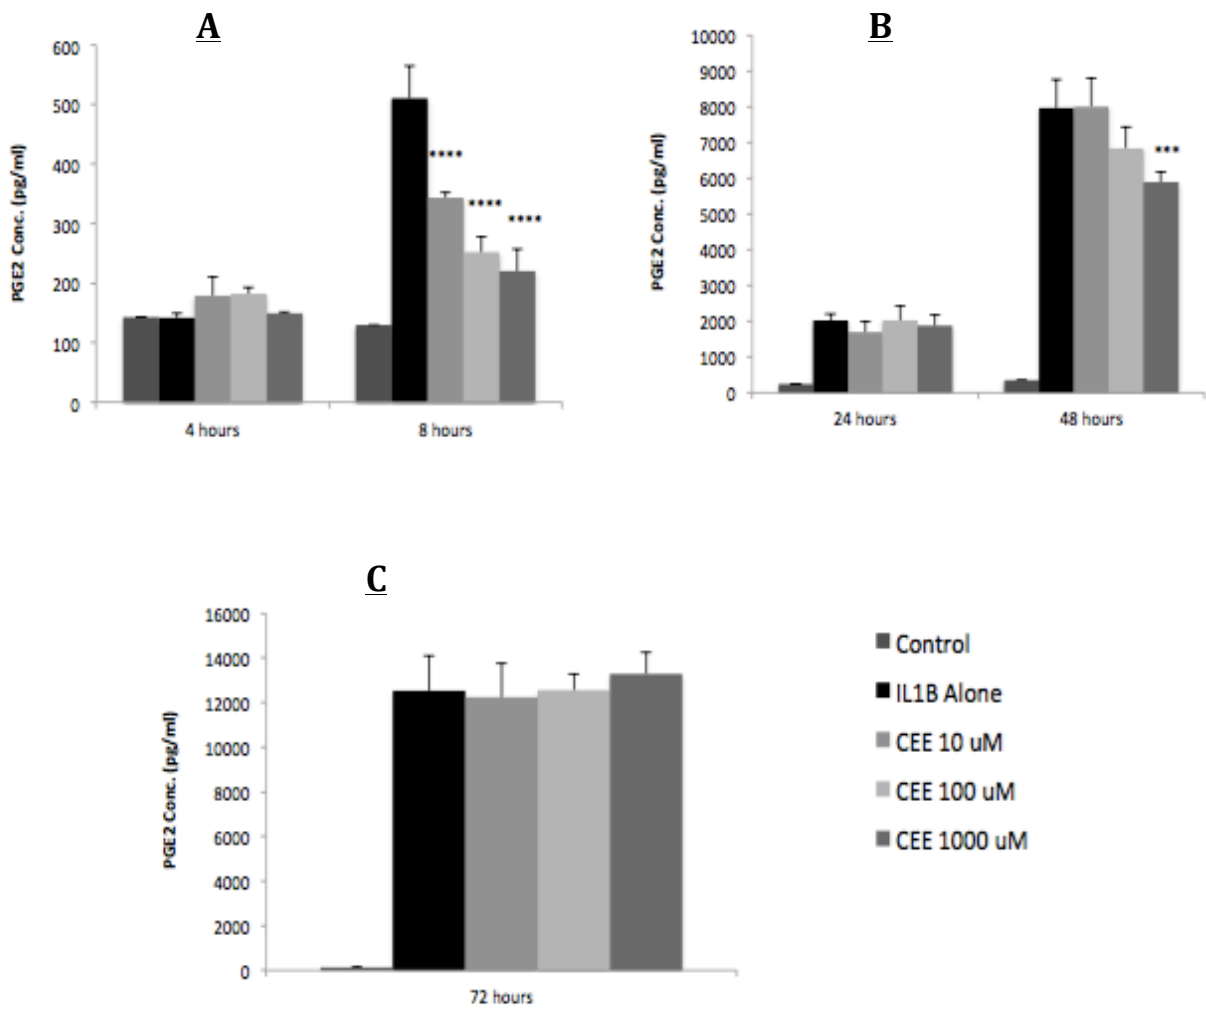 A
PGE2 Conc. (pg/ml)
600
500
400
300
200
100
0
****
****
****
4 hours
8 hours
B
PGE2 Conc. (pg/ml)
10000
9000
8000
7000
6000
5000
4000
3000
2000
1000
0
***
24 hours
48 hours
C
PGE2 Conc. (pg/ml)
16000
14000
12000
10000
8000
6000
4000
2000
0
72 hours
Control
IL1B Alone
CEE 10 uM
CEE 100 uM
CEE 1000 uM